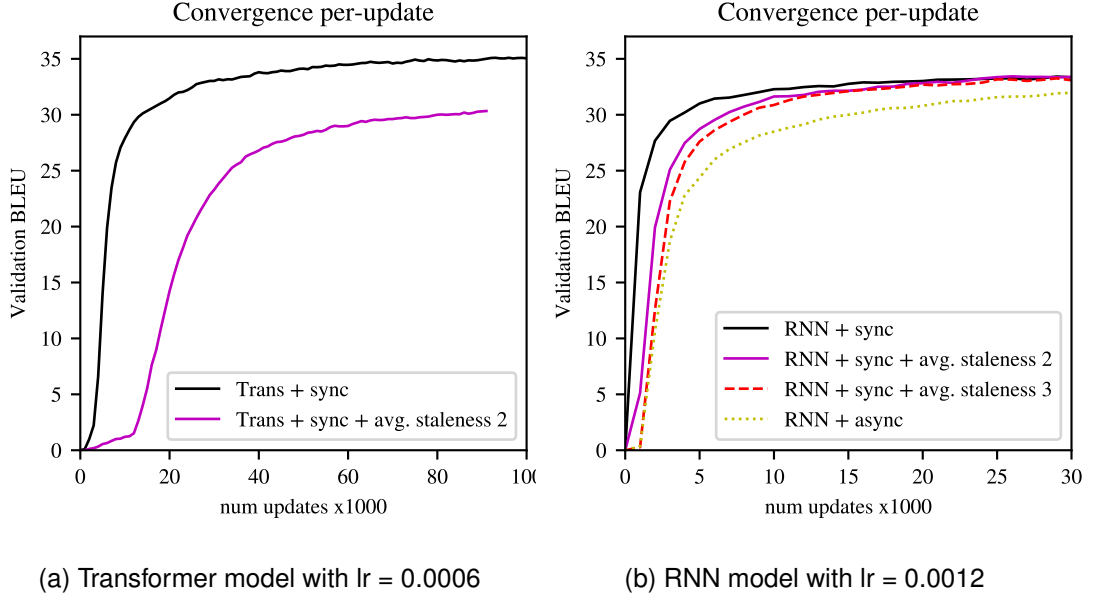 Convergence per-update
Validation BLEU
35
30
25
20
15
10
5
0
Trans + sync
Trans + sync + avg. staleness 2
0 20 40 60 80 100
num updates x1000
(a) Transformer model with lr = 0.0006
Convergence per-update
Validation BLEU
35
30
25
20
15
10
5
0
RNN + sync
RNN + sync + avg. staleness 2
RNN + sync + avg. staleness 3
RNN + async
0 5 10 15 20 25 30
num updates x1000
(b) RNN model with lr = 0.0012